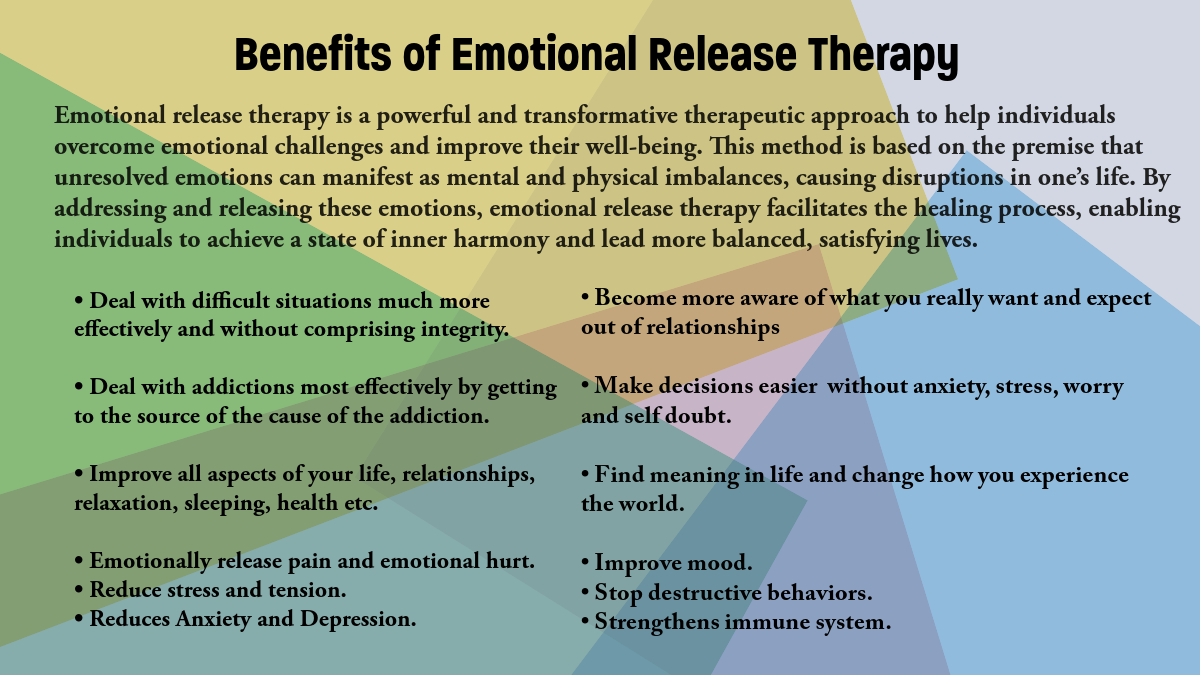 Benefits of Emotional Release Therapy
Emotional release therapy is a powerful and transformative therapeutic approach to help individuals
overcome emotional challenges and improve their well-being. This method is based on the premise that
unresolved emotions can manifest as mental and physical imbalances, causing disruptions in one’s life. By
addressing and releasing these emotions, emotional release therapy facilitates the healing process, enabling
individuals to achieve a state of inner harmony and lead more balanced, satisfying lives.
• Deal with difficult situations much more
effectively and without comprising integrity.
• Deal with addictions most effectively by getting
to the source of the cause of the addiction.
• Improve all aspects of your life, relationships,
relaxation, sleeping, health etc.
• Emotionally release pain and emotional hurt.
• Reduce stress and tension.
• Reduces Anxiety and Depression.
• Become more aware of what you really want and expect
out of relationships
• Make decisions easier  without anxiety, stress, worry
and self doubt.
• Find meaning in life and change how you experience
the world.
• Improve mood.
• Stop destructive behaviors.
• Strengthens immune system.